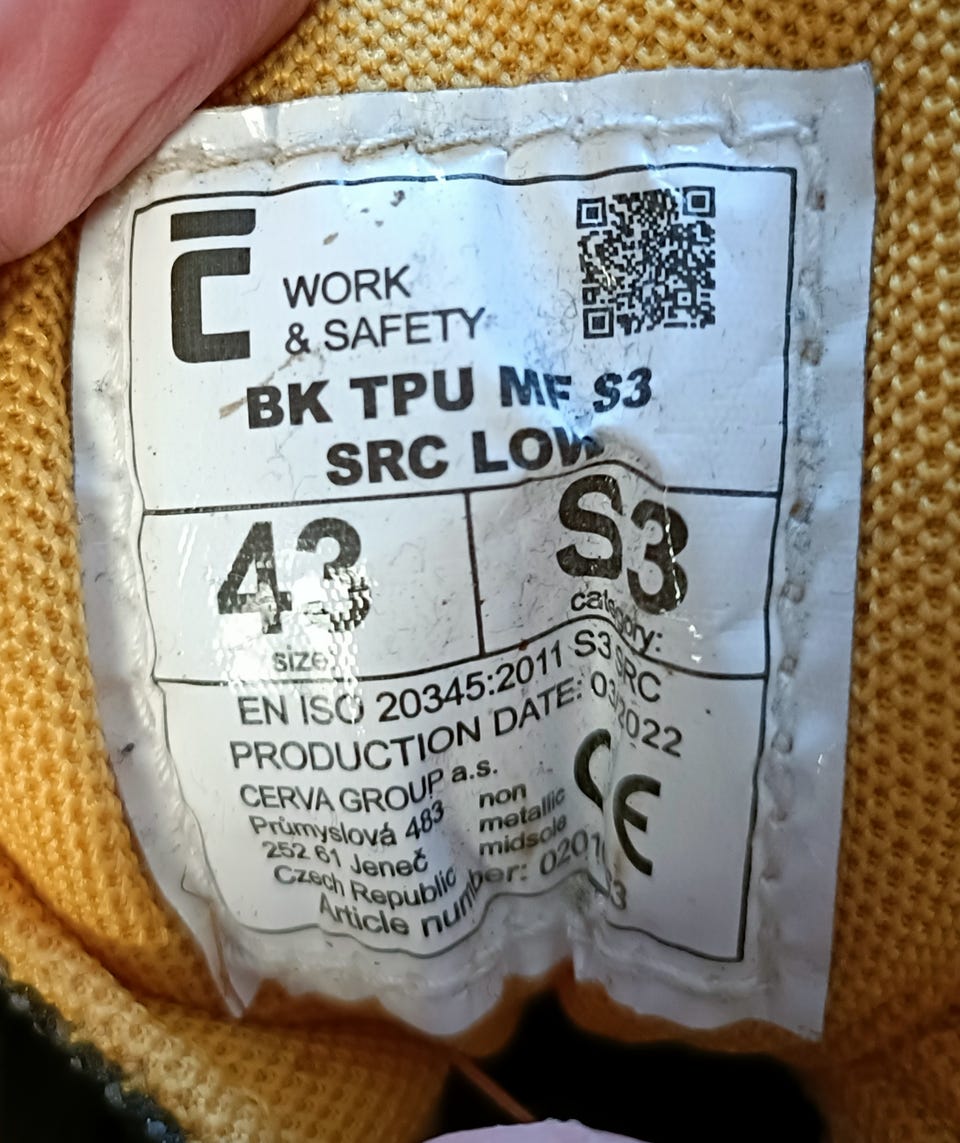 WORK
& SAFETY
BK TPU MF S3
SRC LOW
43
size:
S3
category:
EN ISO 20345:2011 S3 SRC
PRODUCTION DATE: 03/2022
CERVA GROUP a.s.
Průmyslová 483
252 61 Jeneč
Czech Republic
non
metallic
midsole
CE
Article number: